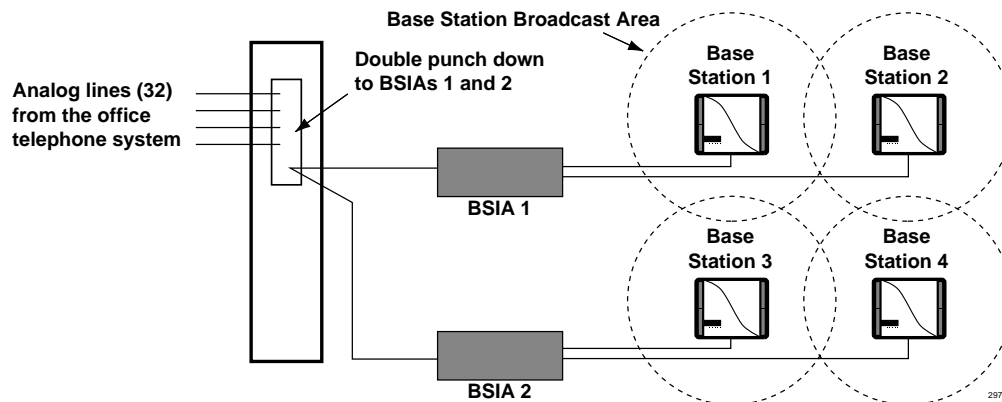 Base Station Broadcast Area
Double punch down
to BSIAs 1 and 2
Analog lines (32)
from the office
telephone system
Base
Station 1
Base
Station 2
BSIA 1
Base
Station 3
Base
Station 4
BSIA 2
297